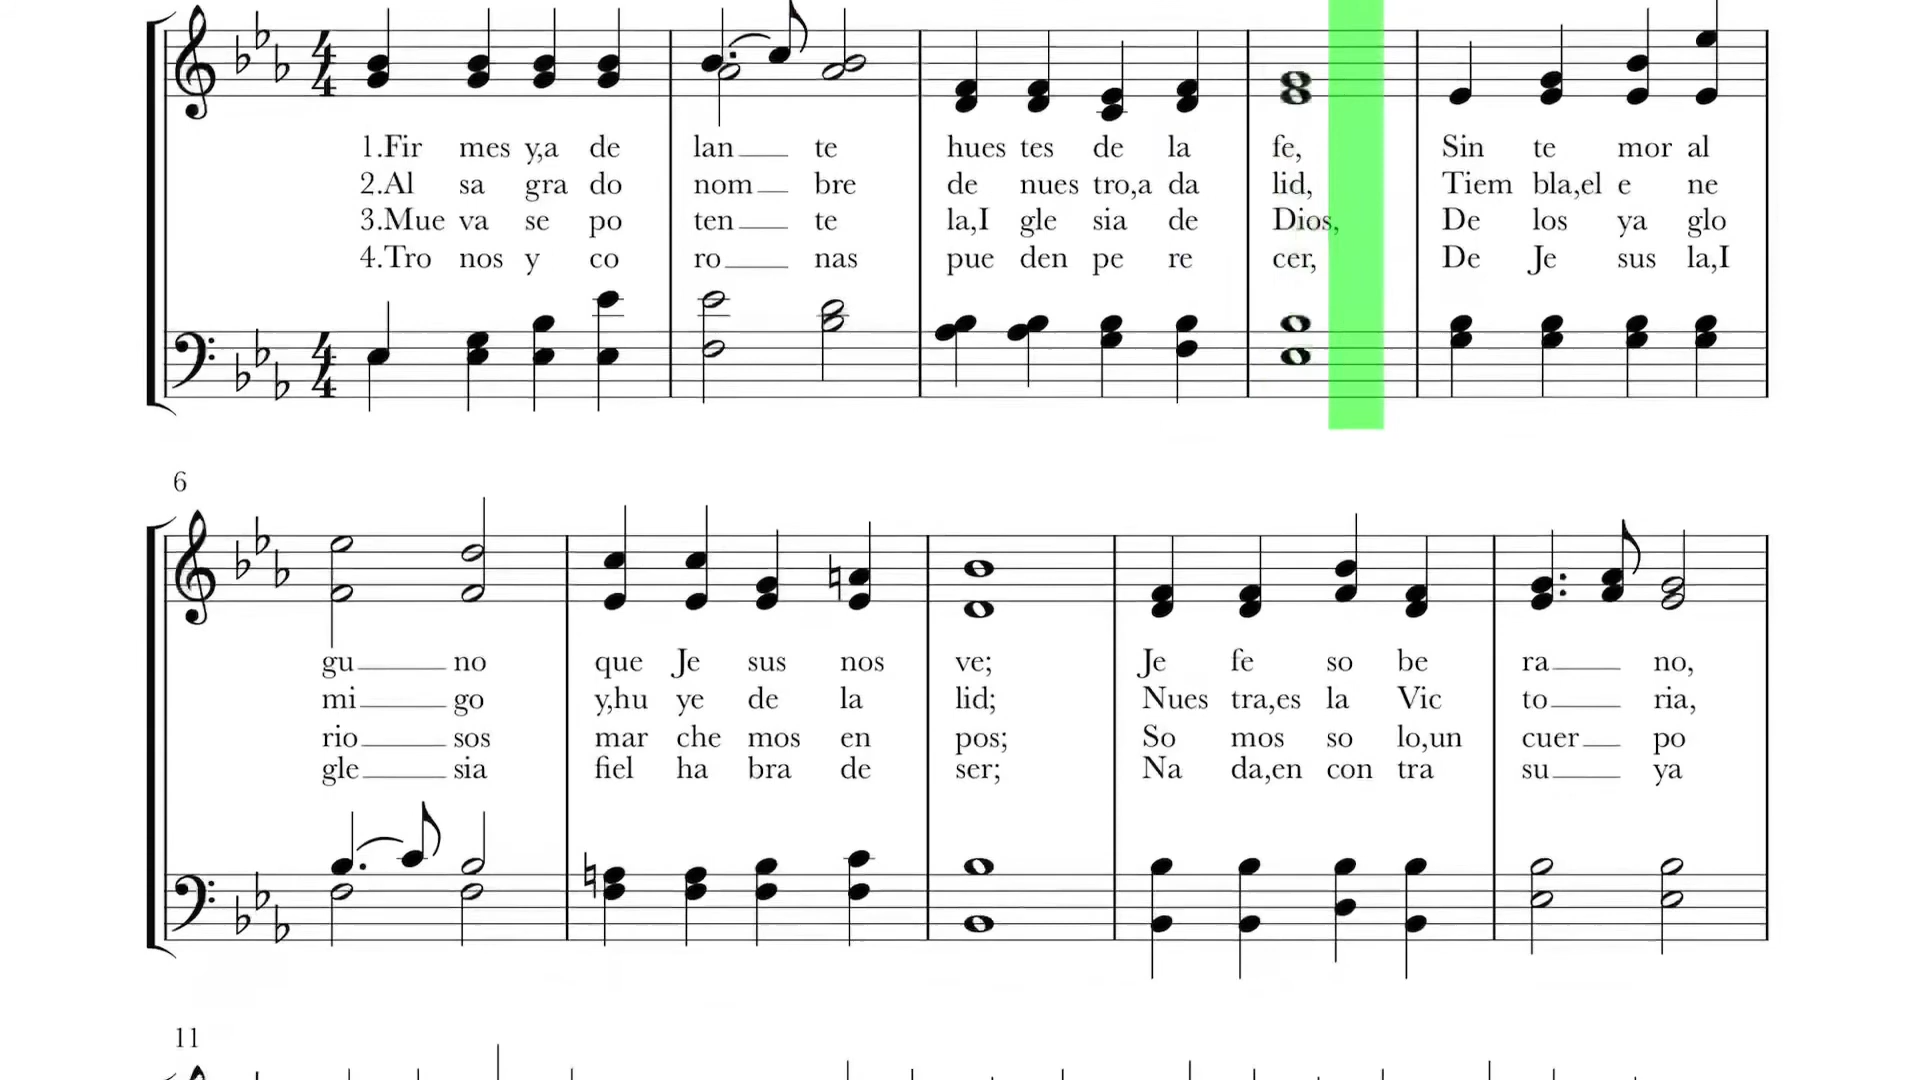 4 4
1.Fir mes y,a de lan te hues tes de la fe, Sin te mor al
2.Al sa gra do nom bre de nues tro,a da lid, Tiem bla,el e ne
3.Mue va se po ten te la,I gle sia de Dios, De los ya glo
4.Tro nos y co ro nas pue den pe re cer, De Je sus la,I
4 4
6
gu no que Je sus nos ve; Je fe so be ra no,
mi go y,hu ye de la lid; Nues tra,es la Vic to ria,
rio sos mar che mos en pos; So mos so lo,un cuer po
gle sia fiel ha bra de ser; Na da,en con tra su ya
11